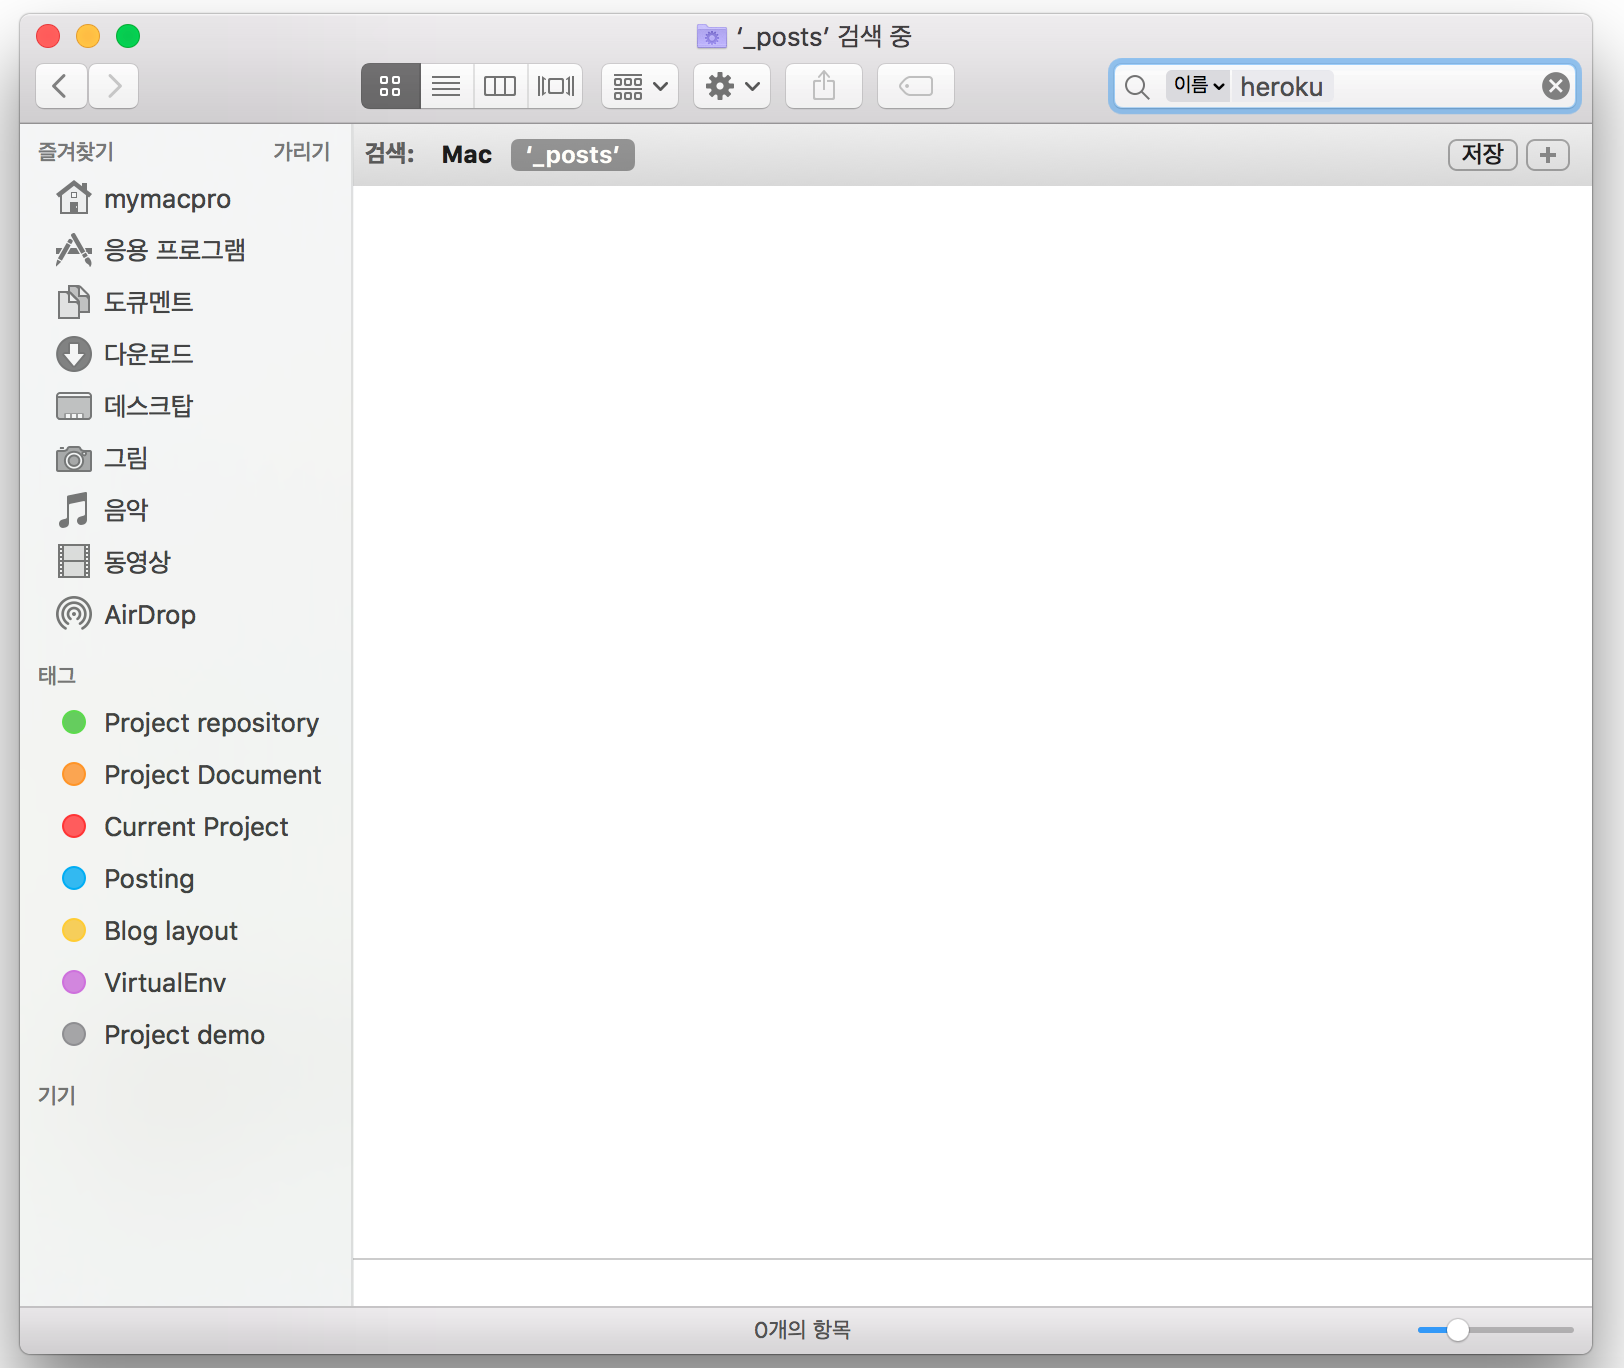 ‘_posts’ 검색 중
이름 heroku
즐겨찾기 가리기
검색: Mac ‘_posts’ 저장 +
mymacpro
응용 프로그램
도큐멘트
다운로드
데스크탑
그림
음악
동영상
AirDrop
태그
Project repository
Project Document
Current Project
Posting
Blog layout
VirtualEnv
Project demo
기기
0개의 항목